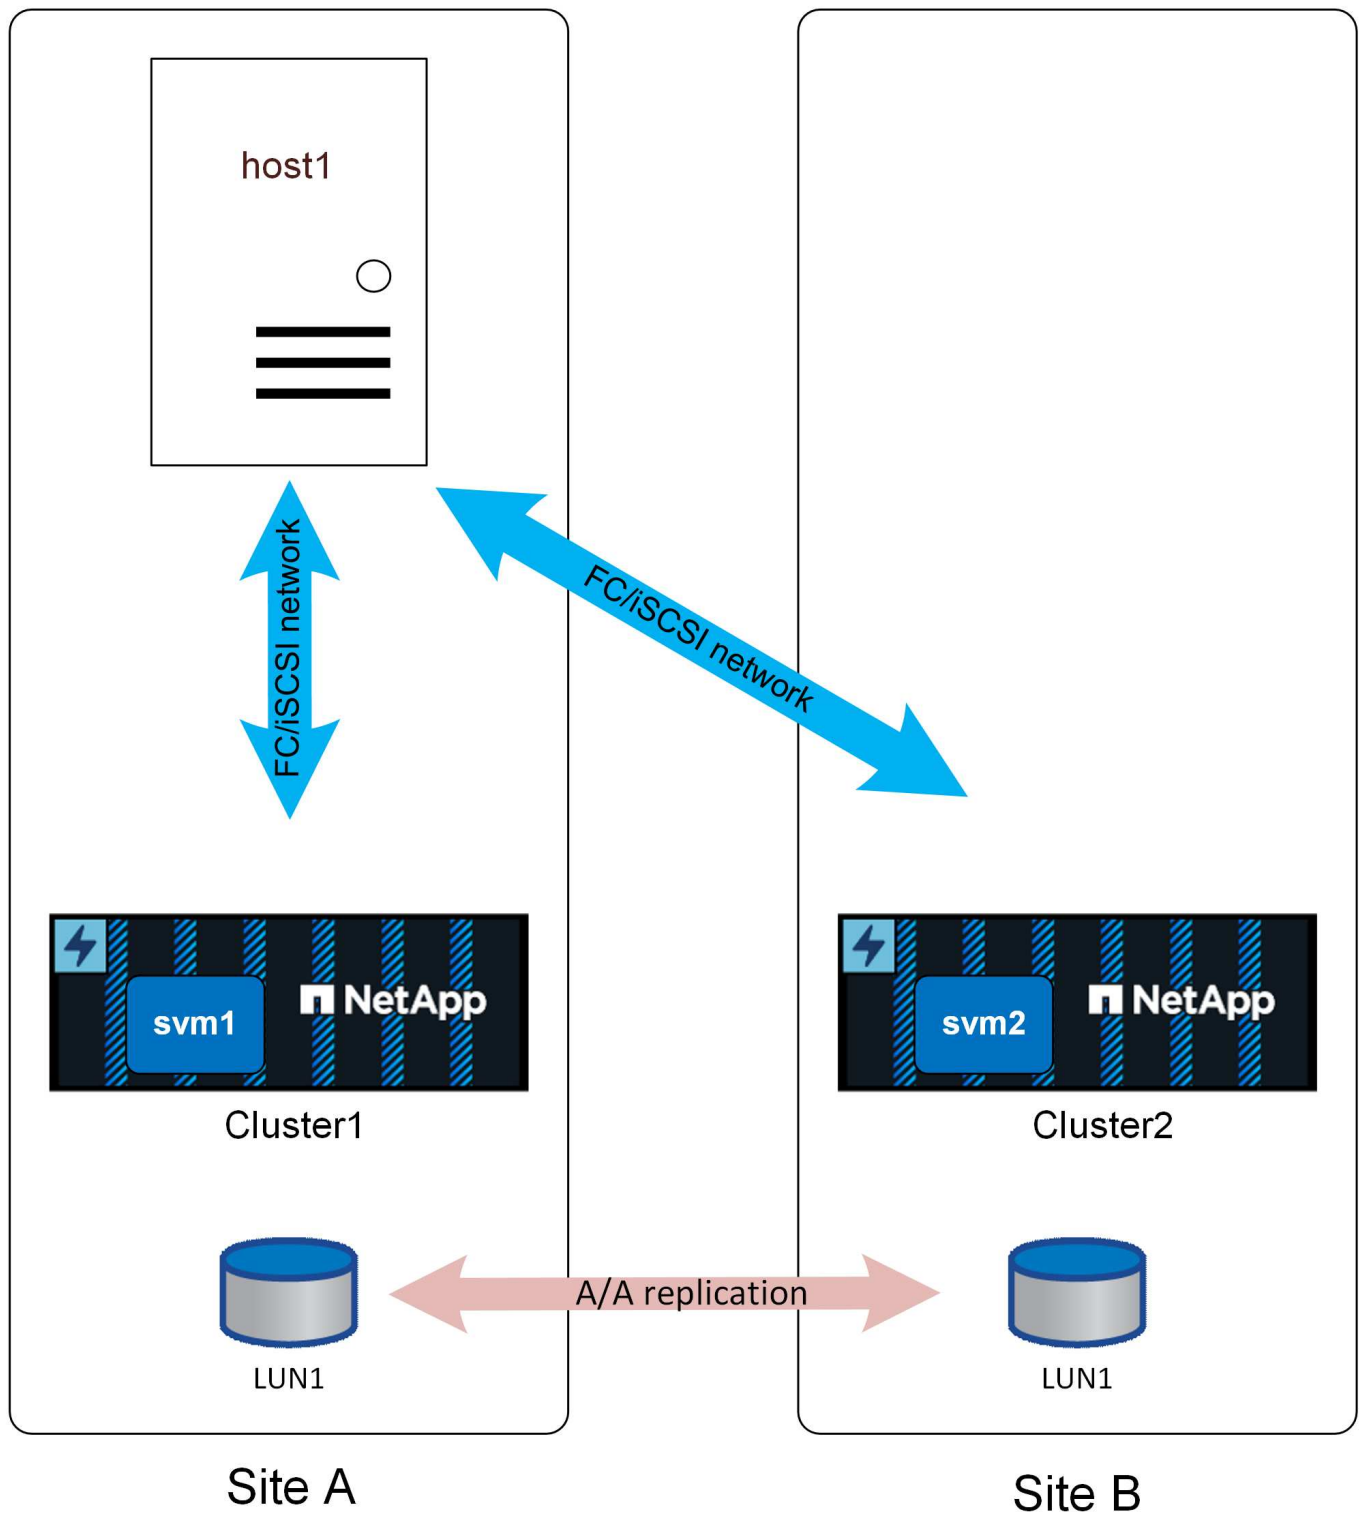 host1
FC/iSCSI network
FC/iSCSI network
svm1
NetApp
svm2
NetApp
Cluster1
Cluster2
A/A replication
LUN1
LUN1
Site A
Site B